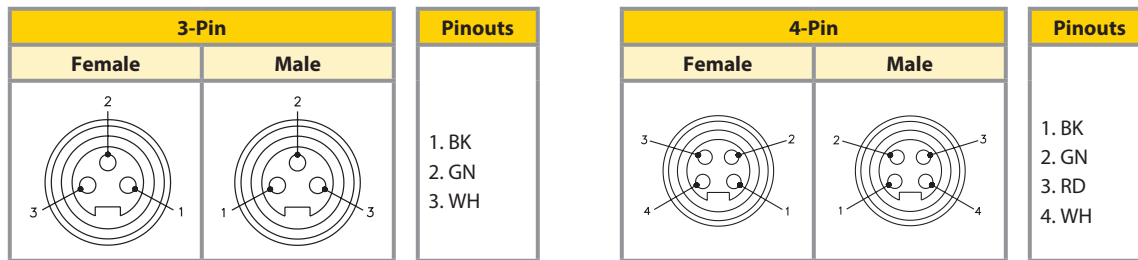 3-Pin
Female Male
2 2
3 1 1 3
Pinouts
1. BK
2. GN
3. WH
4-Pin
Female Male
3 2 2 3
4 1 1 4
Pinouts
1. BK
2. GN
3. RD
4. WH